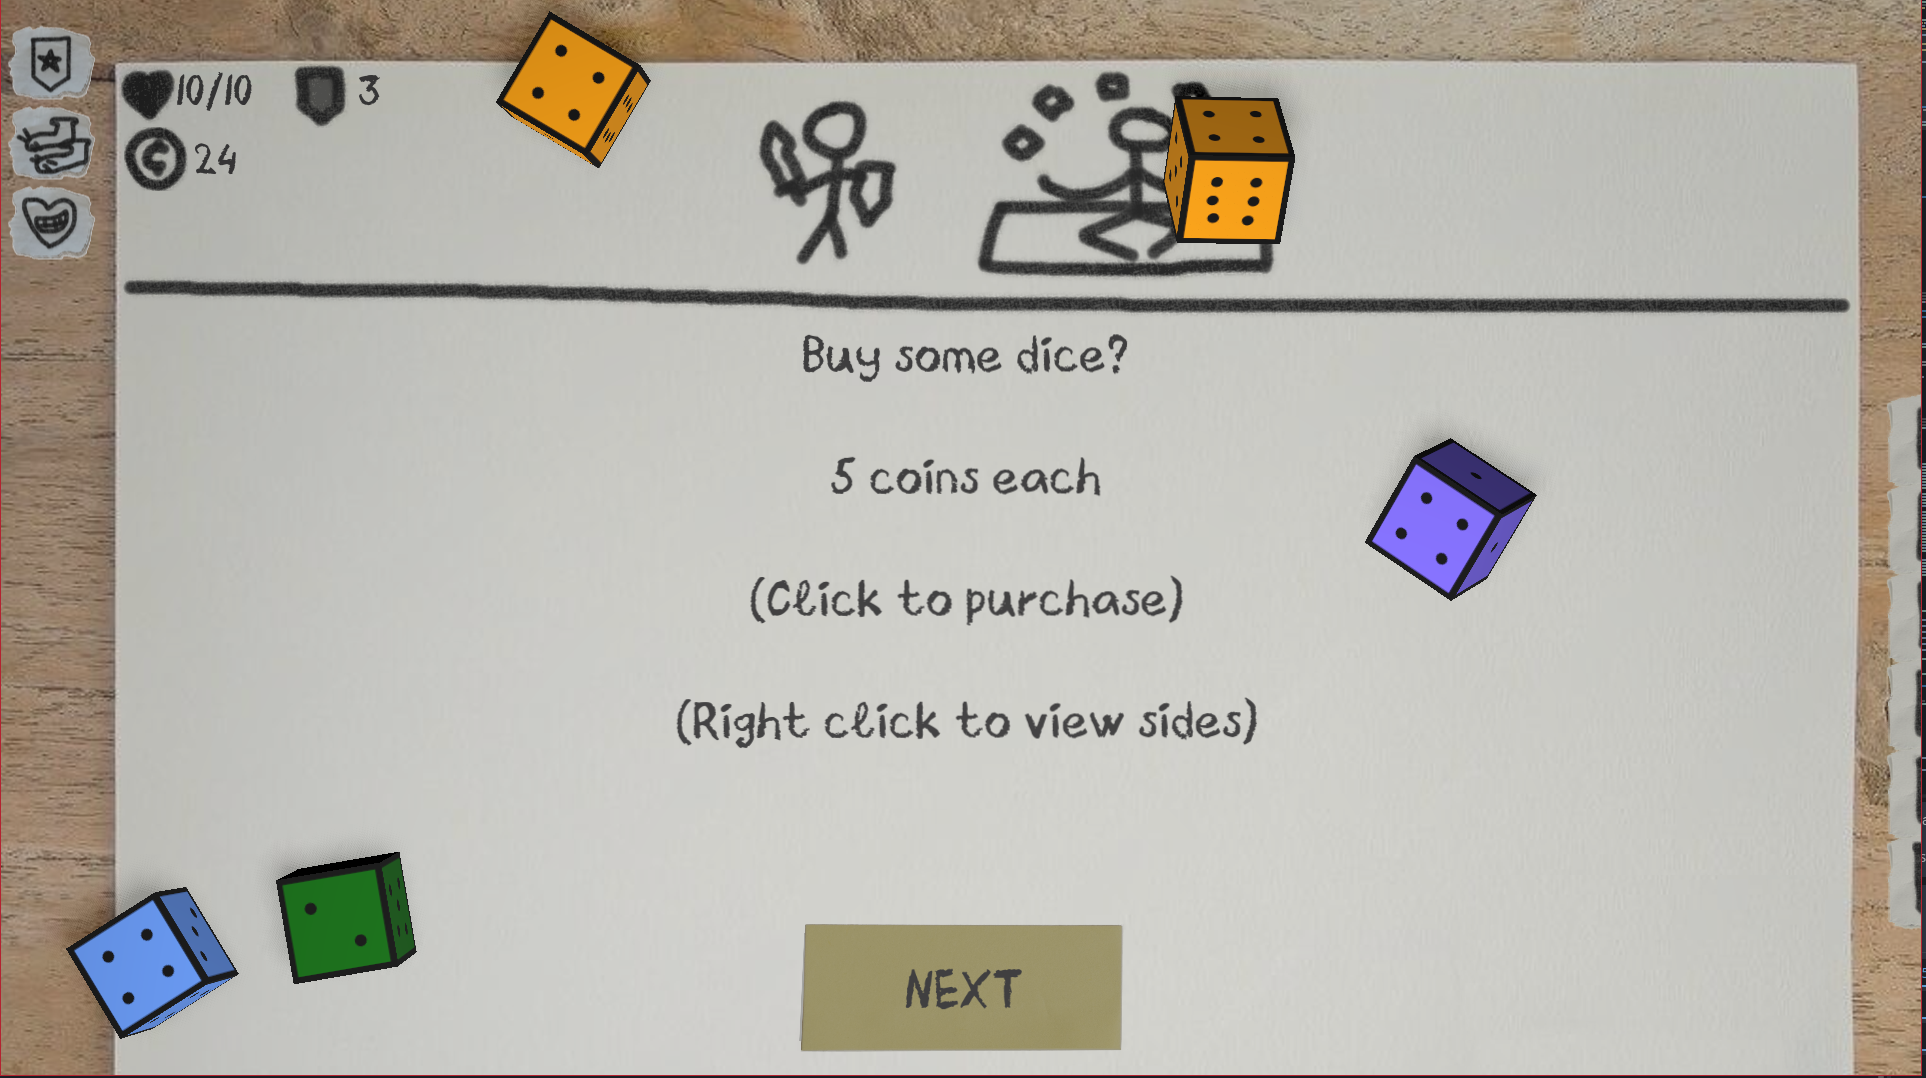 10/10 3
24
Buy some dice?
5 coins each
(Click to purchase)
(Right click to view sides)
NEXT